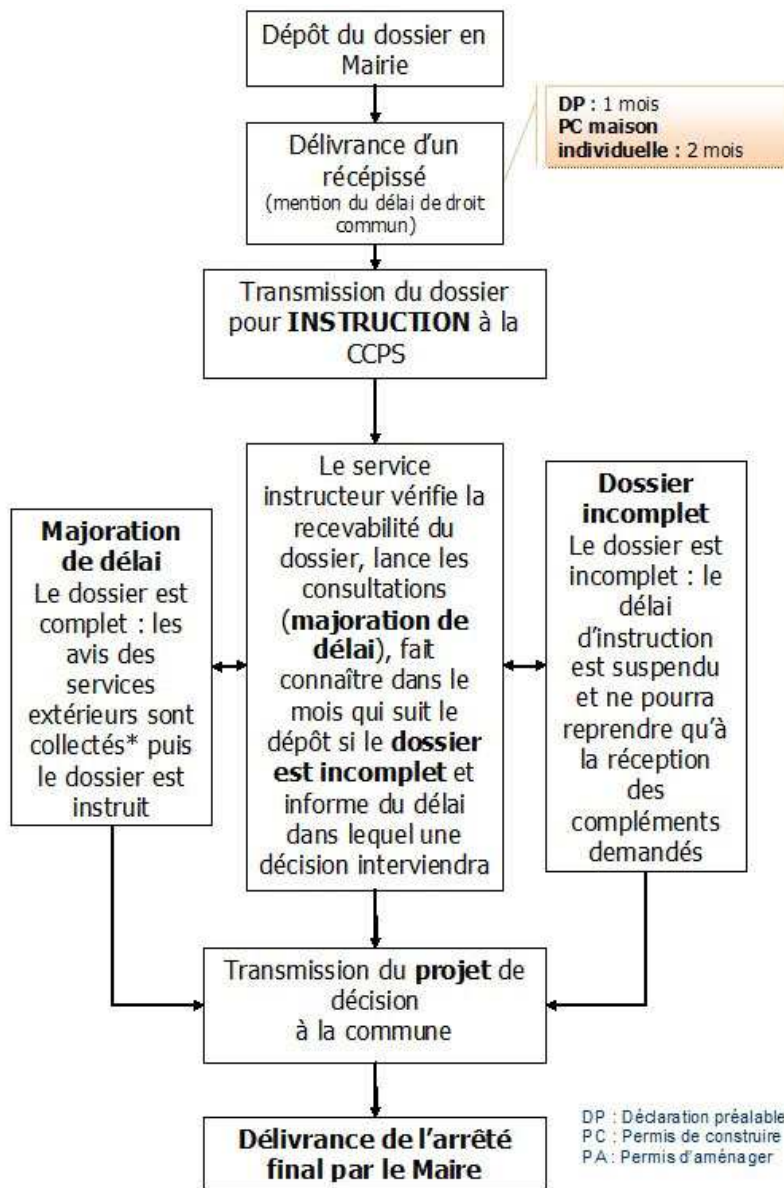 Dépôt du dossier en
Mairie
DP : 1 mois
PC maison
individuelle : 2 mois
Délivrance d'un
récépissé
(mention du délai de droit
commun)
Transmission du dossier
pour INSTRUCTION à la
CCPS
Majoration
de délai
Le dossier est
complet : les
avis des
services
extérieurs sont
collectés* puis
le dossier est
instruit
Le service
instructeur vérifie la
recevabilité du
dossier, lance les
consultations
(majoration de
délai), fait
connaître dans le
mois qui suit le
dépôt si le dossier
est incomplet et
informe du délai
dans lequel une
décision interviendra
Dossier
incomplet
Le dossier est
incomplet : le
délai
d'instruction
est suspendu
et ne pourra
reprendre qu'à
la réception
des
compléments
demandés
Transmission du projet de
décision
à la commune
Délivrance de l'arrêté
final par le Maire
DP : Déclaration préalable
PC : Permis de construire
PA : Permis d'aménager